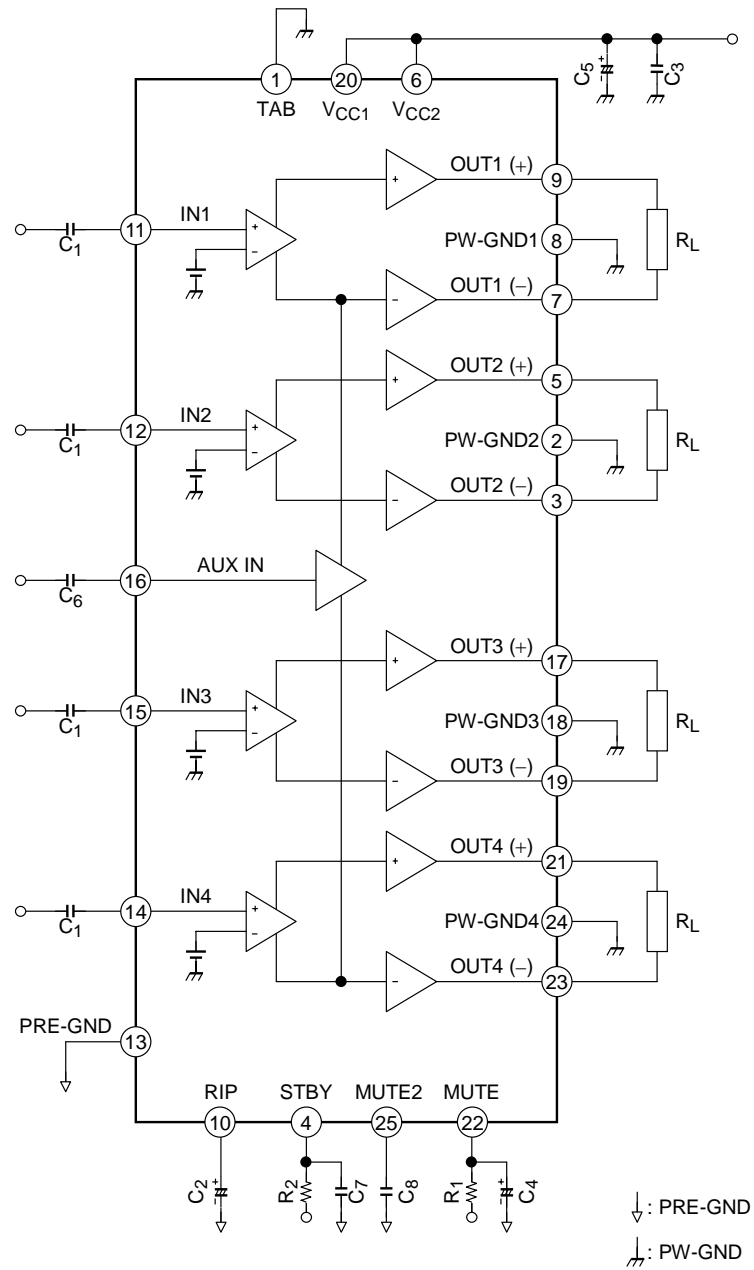 C5 + -
C3
1 20 6
TAB VCC1 VCC2
OUT1 (+) 9
+
C1 11 IN1 + -
PW-GND1 8 RL
OUT1 (−) 7
-
OUT2 (+) 5
+
C1 12 IN2 + -
PW-GND2 2 RL
OUT2 (−) 3
-
C6 16 AUX IN
OUT3 (+) 17
+
C1 15 IN3 + -
PW-GND3 18 RL
OUT3 (−) 19
-
OUT4 (+) 21
+
C1 14 IN4 + -
PW-GND4 24 RL
OUT4 (−) 23
-
PRE-GND 13
RIP STBY MUTE2 MUTE
10 4 25 22
C2 + - R2 C7 C8 R1 C4 + -
: PRE-GND
: PW-GND